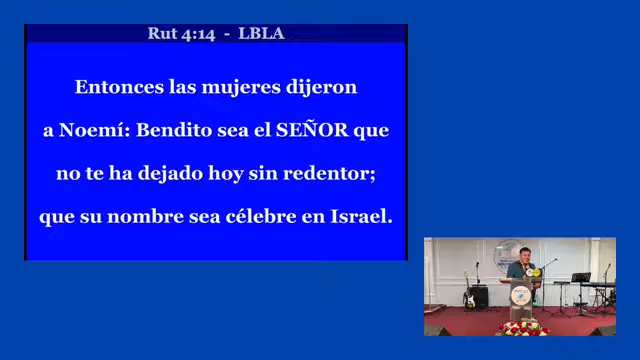 Rut 4:14 - LBLA
Entonces las mujeres dijeron
a Noemí: Bendito sea el SEÑOR que
no te ha dejado hoy sin redentor;
que su nombre sea célebre en Israel.